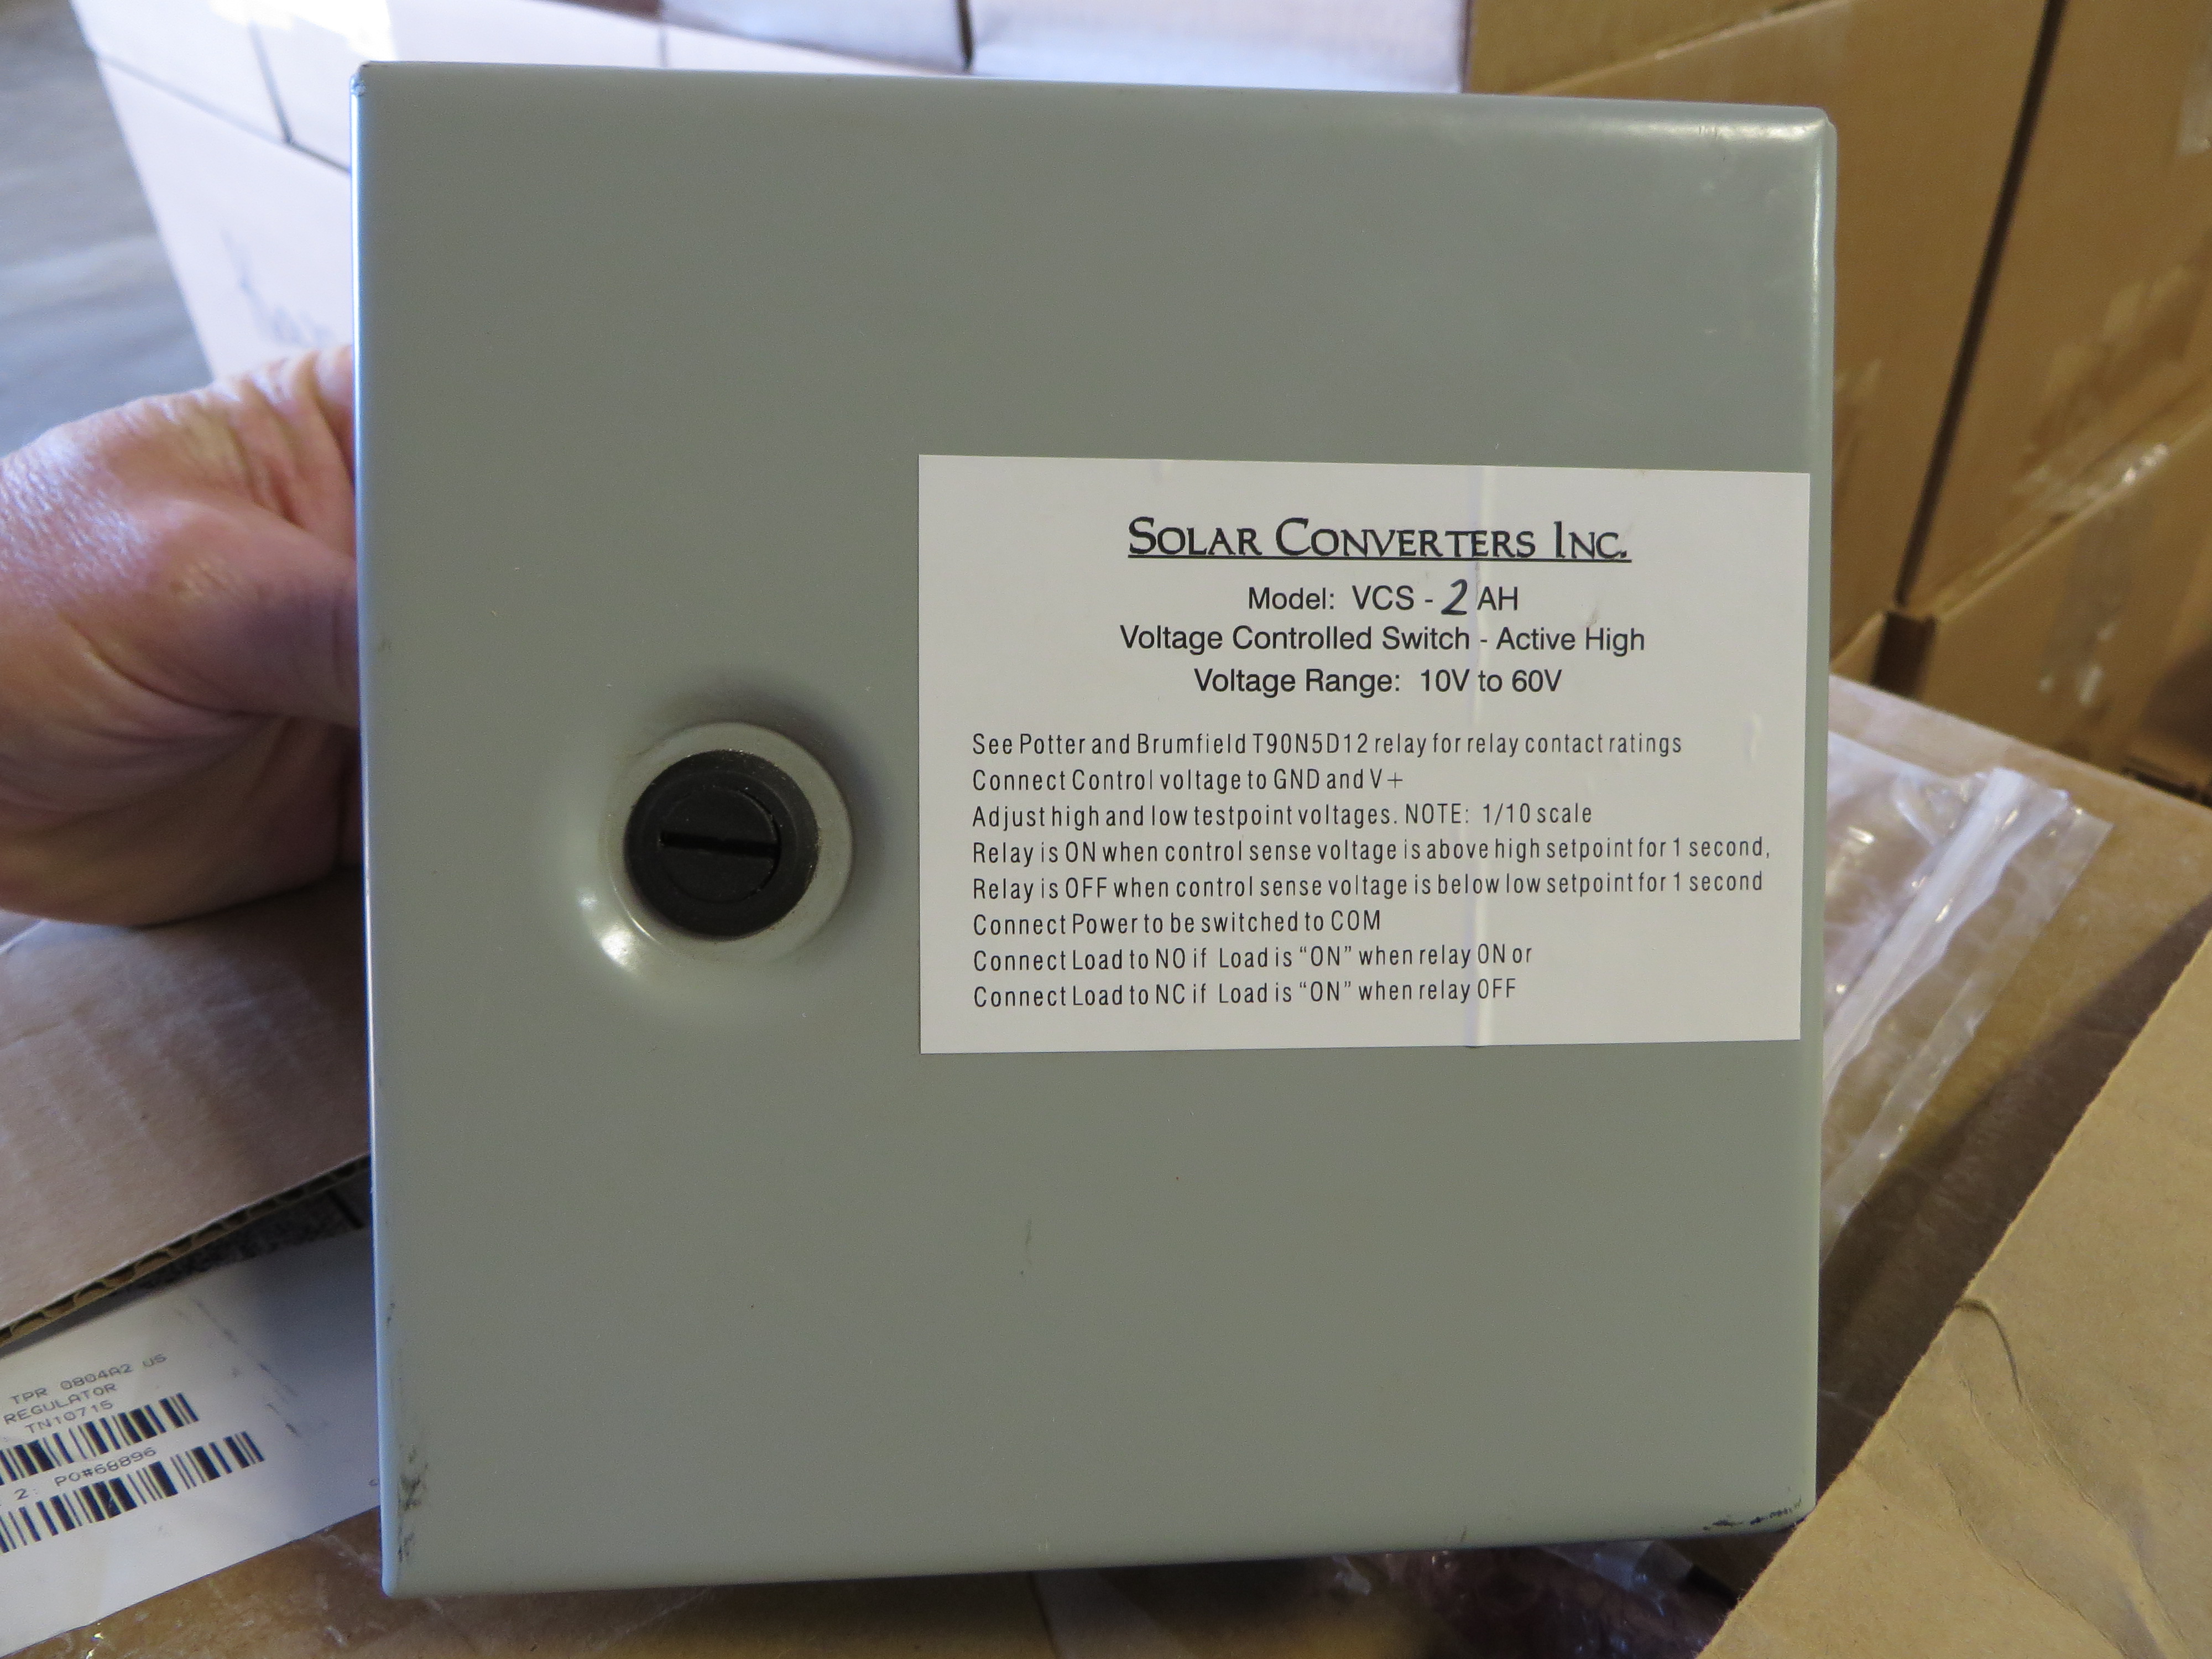 SOLAR CONVERTERS INC.
Model: VCS - 2 AH
Voltage Controlled Switch - Active High
Voltage Range: 10V to 60V
See Potter and Brumfield T90N5D12 relay for relay contact ratings
Connect Control voltage to GND and V+
Adjust high and low testpoint voltages. NOTE: 1/10 scale
Relay is ON when control sense voltage is above high setpoint for 1 second,
Relay is OFF when control sense voltage is below low setpoint for 1 second
Connect Power to be switched to COM
Connect Load to NO if Load is “ON” when relay ON or
Connect Load to NC if Load is “ON” when relay OFF
TPR 0804A2 US
REGULATOR
TN10715
2: PO#68896